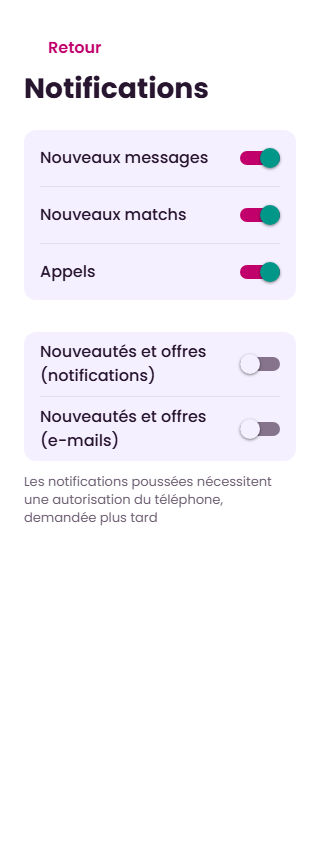 Retour
Notifications
Nouveaux messages
Nouveaux matchs
Appels
Nouveautés et offres
(notifications)
Nouveautés et offres
(e-mails)
Les notifications poussées nécessitent
une autorisation du téléphone,
demandée plus tard